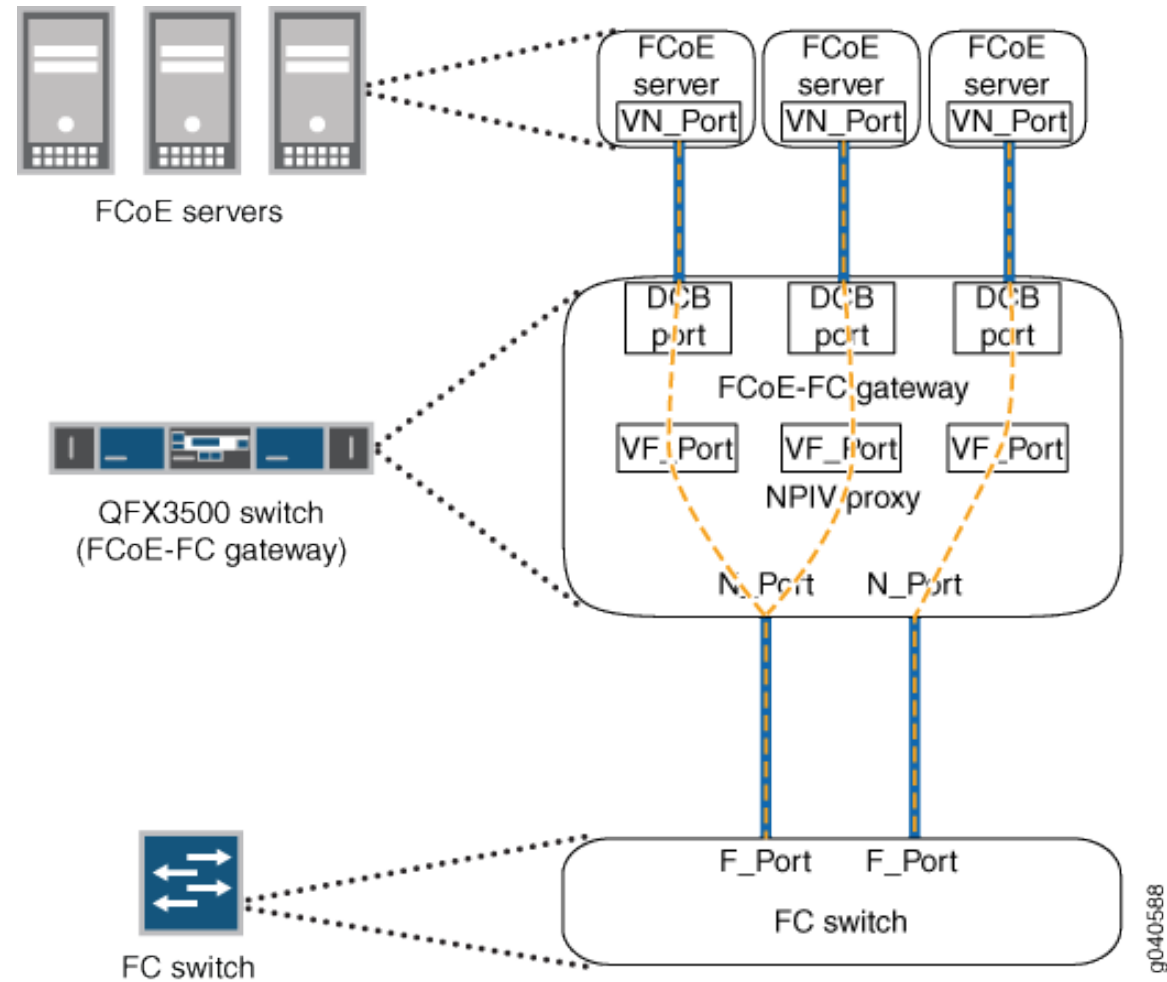 FCoE
server
VN_Port
FCoE
server
VN_Port
FCoE
server
VN_Port
FCoE servers
DCB
port
DCB
port
DCB
port
FCoE-FC gateway
VF_Port
VF_Port
VF_Port
NPIV proxy
QFX3500 switch
(FCoE-FC gateway)
N_Port
N_Port
F_Port
F_Port
FC switch
FC switch
g040588